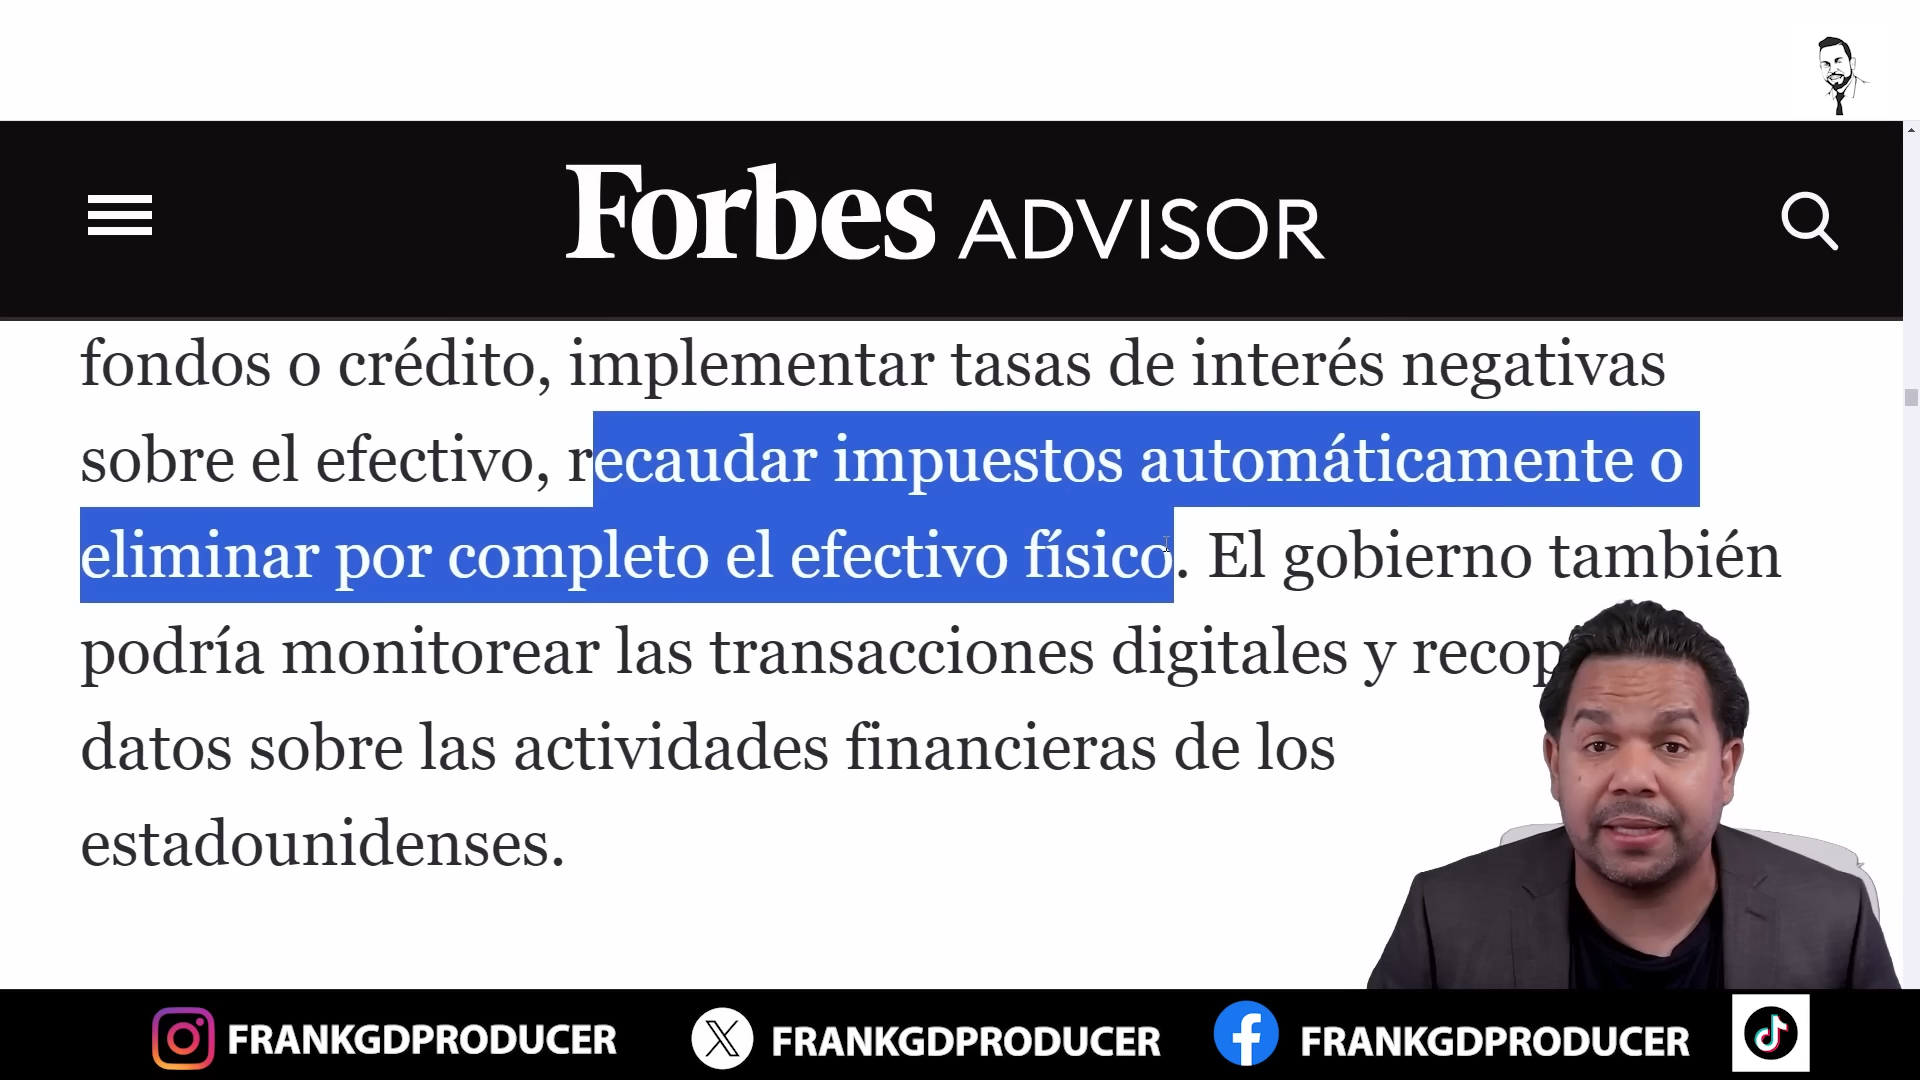 Forbes ADVISOR
fondos o crédito, implementar tasas de interés negativas
sobre el efectivo, recaudar impuestos automáticamente o
eliminar por completo el efectivo físico. El gobierno también
podría monitorear las transacciones digitales y
datos sobre las actividades financieras de los
estadounidenses.
FRANKGDPRODUCER FRANKGDPRODUCER FRANKGDPRODUCER